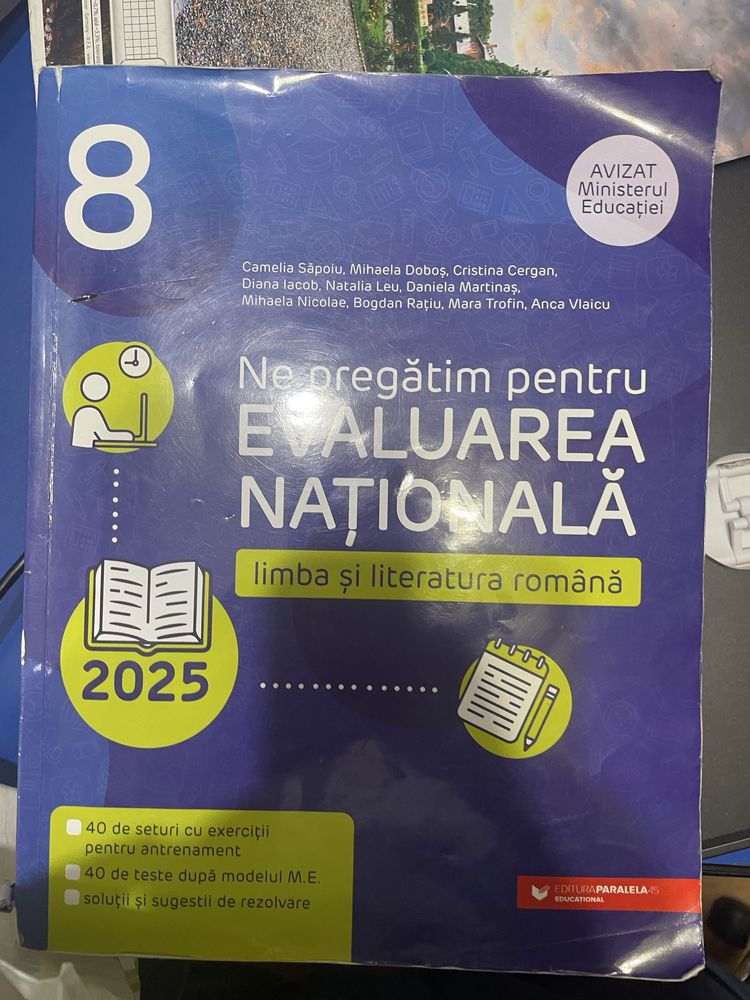 8
AVIZAT
Ministerul
Educației
Camelia Săpoiu, Mihaela Doboș, Cristina Cergan,
Diana Iacob, Natalia Leu, Daniela Martinaș,
Mihaela Nicolae, Bogdan Rațiu, Mara Trofin, Anca Vlaicu
Ne pregătim pentru
EVALUAREA
NAȚIONALĂ
limba și literatura română
2025
40 de seturi cu exerciții
pentru antrenament
40 de teste după modelul M.E.
soluții și sugestii de rezolvare
EDITURA PARALELA 45
EDUCAȚIONAL